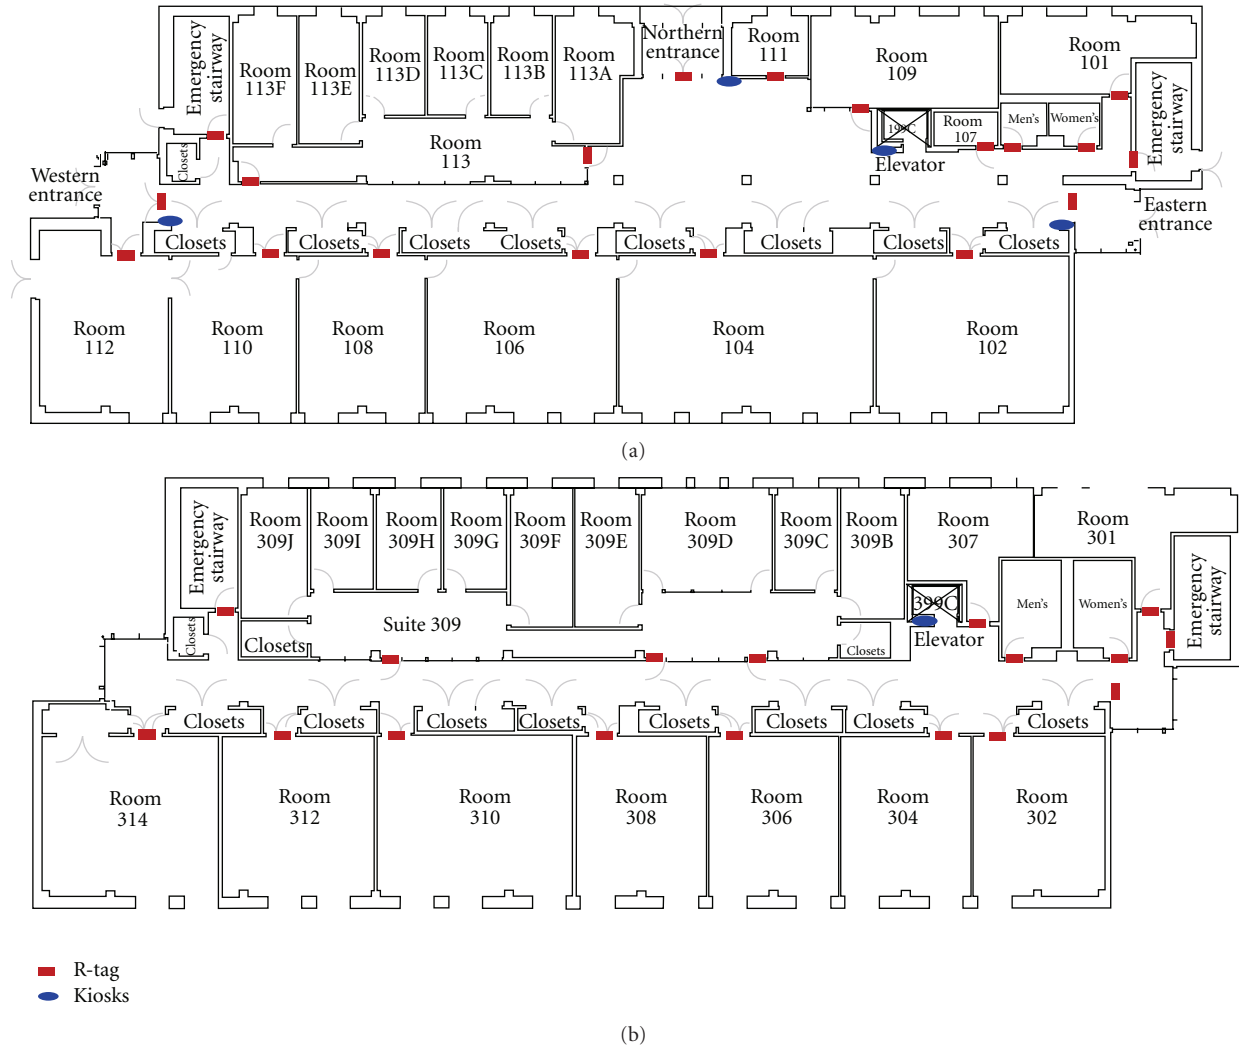 Emergency
stairway
Room
113F
Room
113E
Room
113D
Room
113C
Room
113B
Room
113A
Northern
entrance
Room
111
Room
109
Room
101
199C
Room
107
Men's
Women's
Emergency
stairway
Closets
Room
113
Elevator
Western
entrance
Eastern
entrance
Closets
Closets
Closets
Closets
Closets
Closets
Closets
Closets
Room
112
Room
110
Room
108
Room
106
Room
104
Room
102
(a)
Emergency
stairway
Room
309J
Room
309I
Room
309H
Room
309G
Room
309F
Room
309E
Room
309D
Room
309C
Room
309B
Room
307
Room
301
399C
Men's
Women's
Emergency
stairway
Closets
Closets
Suite 309
Closets
Elevator
Closets
Closets
Closets
Closets
Closets
Closets
Closets
Closets
Room
314
Room
312
Room
310
Room
308
Room
306
Room
304
Room
302
R-tag
Kiosks
(b)